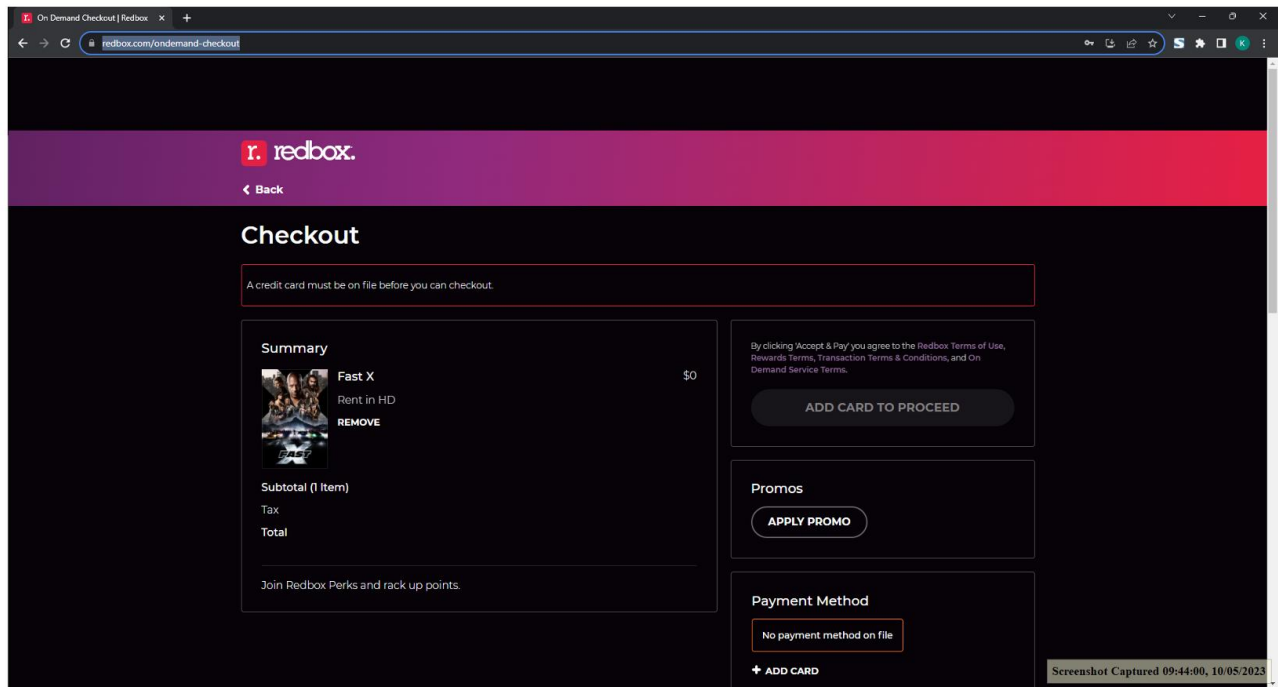 On Demand Checkout | Redbox
redbox.com/ondemand-checkout
K
r. redbox.
Back
Checkout
A credit card must be on file before you can checkout.
Summary
Fast X
$0
Rent in HD
REMOVE
FAST
Subtotal (1 Item)
Tax
Total
Join Redbox Perks and rack up points.
By clicking 'Accept & Pay' you agree to the Redbox Terms of Use,
Rewards Terms, Transaction Terms & Conditions, and On
Demand Service Terms.
ADD CARD TO PROCEED
Promos
APPLY PROMO
Payment Method
No payment method on file
+ ADD CARD
Screenshot Captured 09:44:00, 10/05/2023